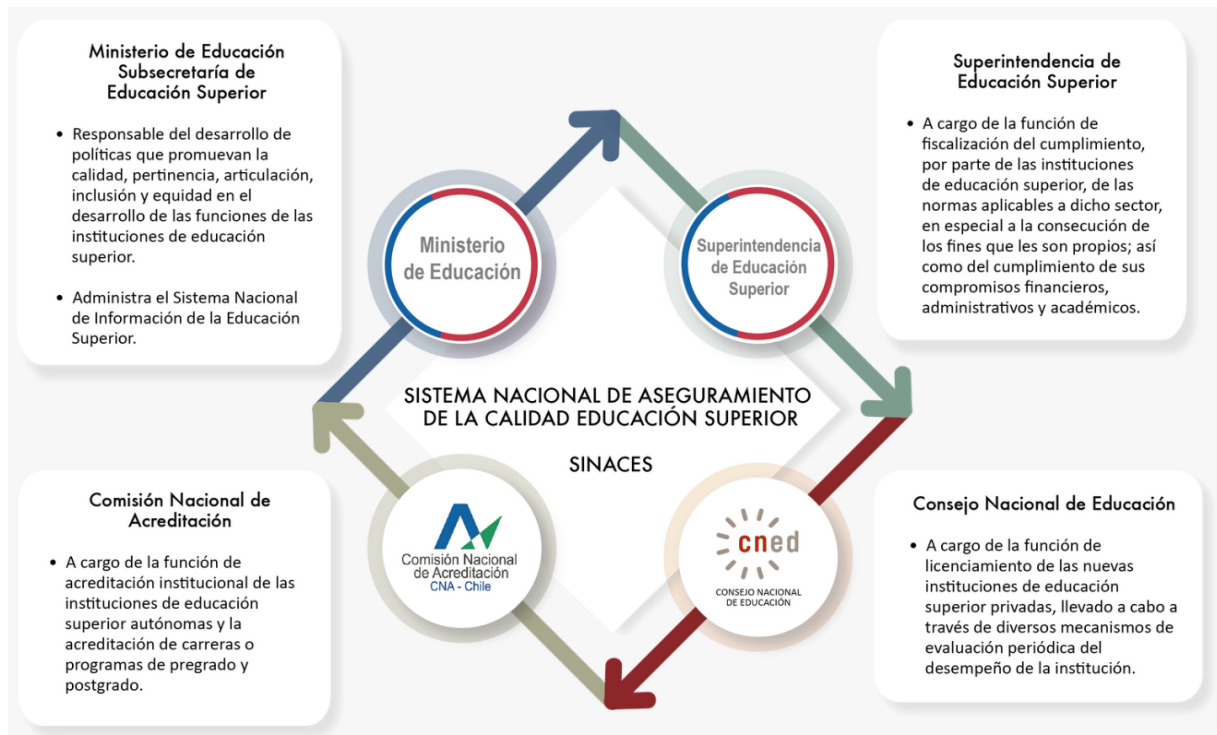 Ministerio de Educación
Subsecretaría de
Educación Superior
• Responsable del desarrollo de
políticas que promuevan la
calidad, pertinencia, articulación,
inclusión y equidad en el
desarrollo de las funciones de las
instituciones de educación
superior.
• Administra el Sistema Nacional
de Información de la Educación
Superior.
Superintendencia de
Educación Superior
• A cargo de la función de
fiscalización del cumplimiento,
por parte de las instituciones
de educación superior, de las
normas aplicables a dicho sector,
en especial a la consecución de
los fines que les son propios; así
como del cumplimiento de sus
compromisos financieros,
administrativos y académicos.
Ministerio
de Educación
Superintendencia
de Educación
Superior
SISTEMA NACIONAL DE ASEGURAMIENTO
DE LA CALIDAD EDUCACIÓN SUPERIOR
SINACES
Comisión Nacional
de Acreditación
CNA - Chile
cned
CONSEJO NACIONAL
DE EDUCACIÓN
Comisión Nacional de
Acreditación
• A cargo de la función de
acreditación institucional de las
instituciones de educación
superior autónomas y la
acreditación de carreras o
programas de pregrado y
postgrado.
Consejo Nacional de Educación
• A cargo de la función de
licenciamiento de las nuevas
instituciones de educación
superior privadas, llevado a cabo a
través de diversos mecanismos de
evaluación periódica del
desempeño de la institución.